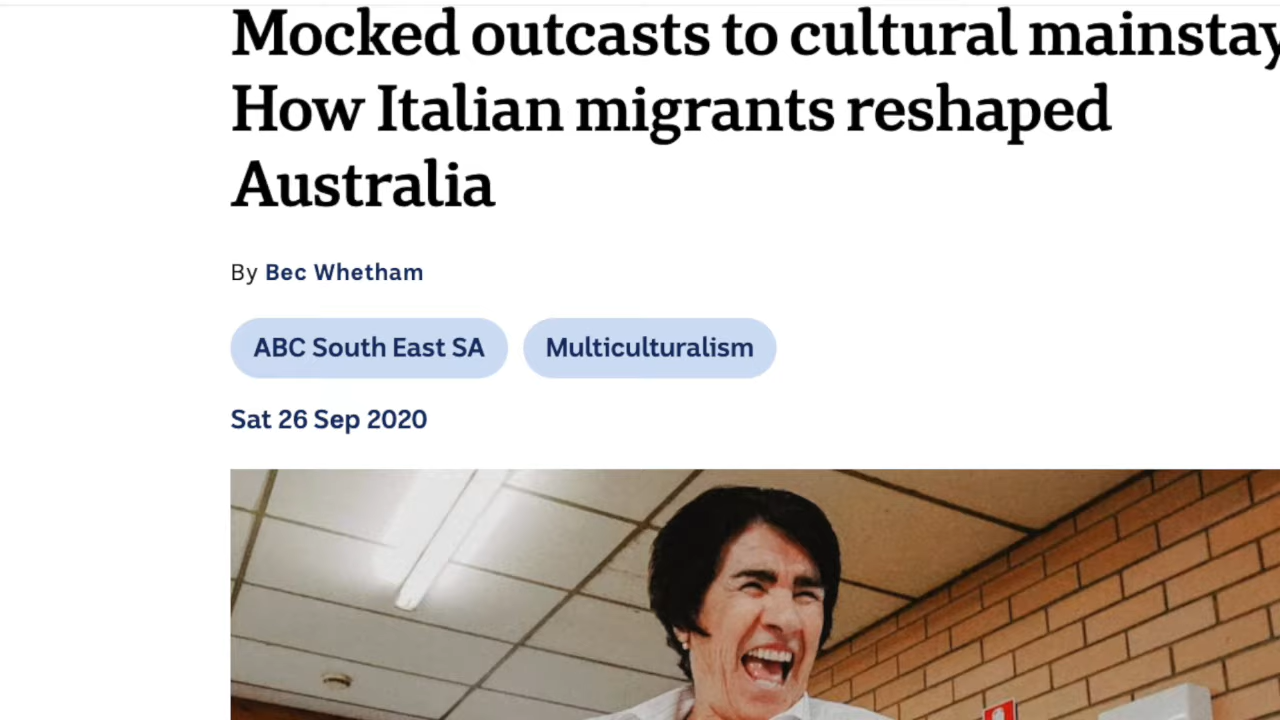 Mocked outcasts to cultural mainstay
How Italian migrants reshaped
Australia
By Bec Whetham
ABC South East SA
Multiculturalism
Sat 26 Sep 2020